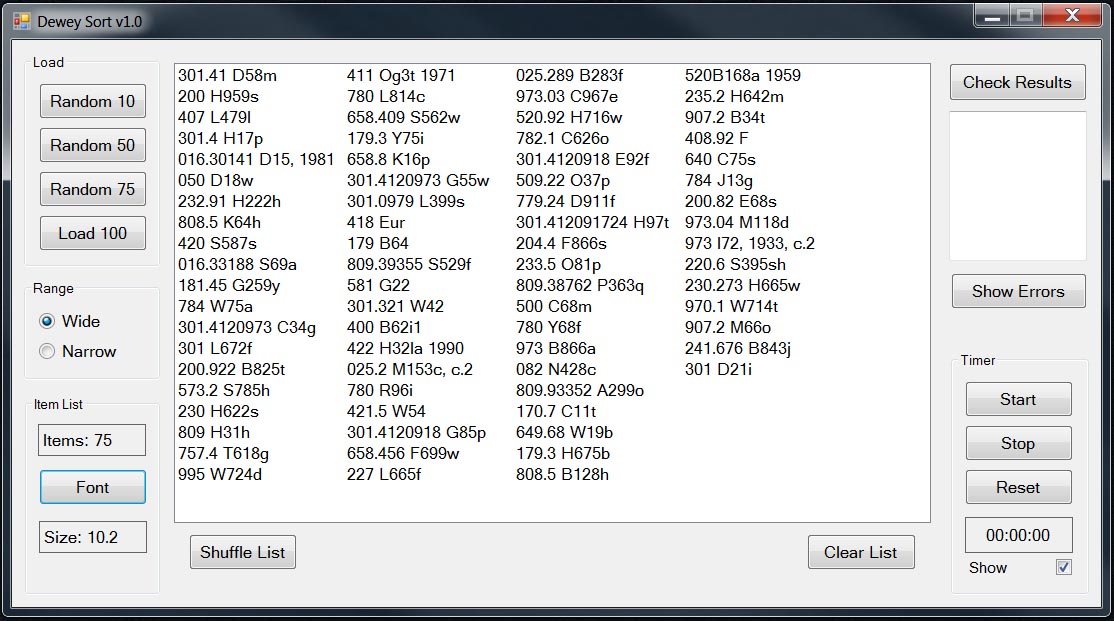 Dewey Sort v1.0
Load
Random 10
Random 50
Random 75
Load 100
Range
Wide
Narrow
Item List
Items: 75
Font
Size: 10.2
301.41 D58m
200 H959s
407 L479l
301.4 H17p
016.30141 D15, 1981
050 D18w
232.91 H222h
808.5 K64h
420 S587s
016.33188 S69a
181.45 G259y
784 W75a
301.4120973 C34g
301 L672f
200.922 B825t
573.2 S785h
230 H622s
809 H31h
757.4 T618g
995 W724d
411 Og3t 1971
780 L814c
658.409 S562w
179.3 Y75i
658.8 K16p
301.4120973 G55w
301.0979 L399s
418 Eur
179 B64
809.39355 S529f
581 G22
301.321 W42
400 B62i1
422 H32la 1990
025.2 M153c, c.2
780 R96i
421.5 W54
301.4120918 G85p
658.456 F699w
227 L665f
025.289 B283f
973.03 C967e
520.92 H716w
782.1 C626o
301.4120918 E92f
509.22 O37p
779.24 D911f
301.412091724 H97t
204.4 F866s
233.5 O81p
809.38762 P363q
500 C68m
780 Y68f
973 B866a
082 N428c
809.93352 A299o
170.7 C11t
649.68 W19b
179.3 H675b
808.5 B128h
520B168a 1959
235.2 H642m
907.2 B34t
408.92 F
640 C75s
784 J13g
200.82 E68s
973.04 M118d
973 I72, 1933, c.2
220.6 S395sh
230.273 H665w
970.1 W714t
907.2 M66o
241.676 B843j
301 D21i
Shuffle List
Clear List
Check Results
Show Errors
Timer
Start
Stop
Reset
00:00:00
Show